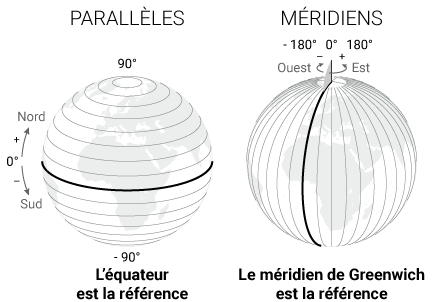 PARALLÈLES
90°
Nord
+
0°
–
Sud
- 90°
L’équateur
est la référence
MÉRIDIENS
- 180° 0° 180°
– +
Ouest Est
Le méridien de Greenwich
est la référence